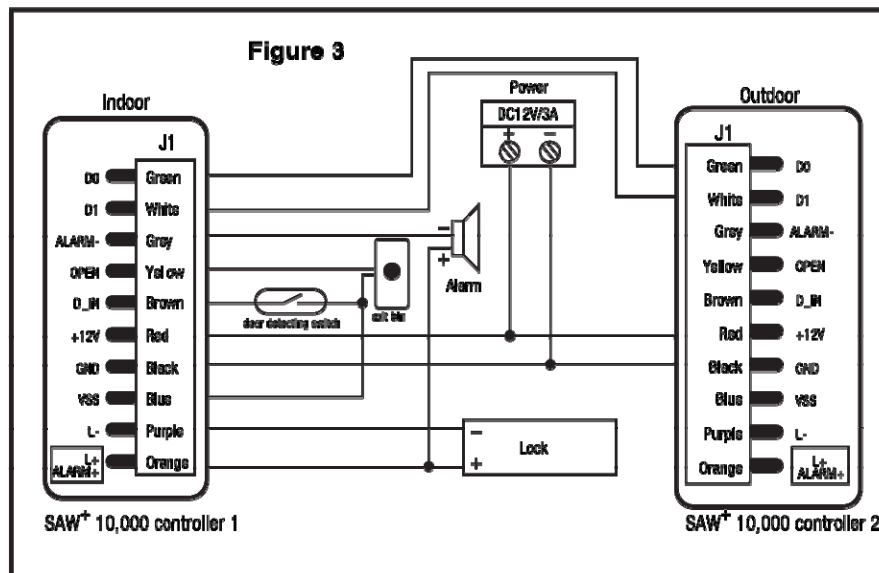 Figure 3
Indoor
J1
D0 Green
D1 White
ALARM- Grey
OPEN Yellow
D_IN Brown
+12V Red
GND Black
VSS Blue
L- Purple
L+
ALARM+
Orange
SAW+ 10,000 controller 1
Power
DC12V/3A
+ −
−
+
Alarm
door detecting switch
exit btn
−
+
Lock
Outdoor
J1
Green D0
White D1
Grey ALARM-
Yellow OPEN
Brown D_IN
Red +12V
Black GND
Blue VSS
Purple L-
Orange
L+
ALARM+
SAW+ 10,000 controller 2